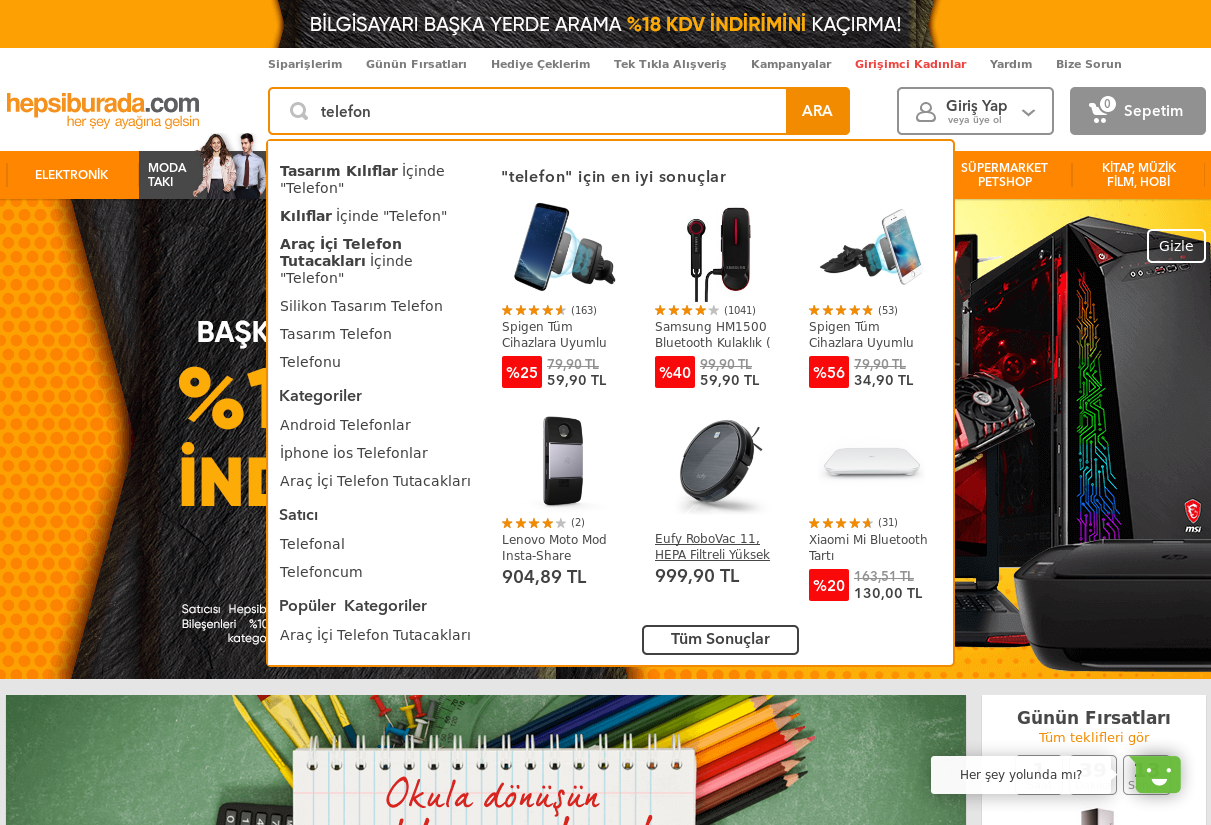 BİLGİSAYARI BAŞKA YERDE ARAMA %18 KDV İNDİRİMİNİ KAÇIRMA!
Siparişlerim Günün Fırsatları Hediye Çeklerim Tek Tıkla Alışveriş Kampanyalar Girişimci Kadınlar Yardım Bize Sorun
hepsiburada.com
her şey ayağına gelsin
telefon
ARA
Giriş Yap
veya üye ol
0
Sepetim
ELEKTRONİK
MODA
TAKI
SÜPERMARKET
PETSHOP
KİTAP, MÜZİK
FİLM, HOBİ
Gizle
Tasarım Kılıflar İçinde
"Telefon"
Kılıflar İçinde "Telefon"
Araç İçi Telefon
Tutacakları İçinde
"Telefon"
Silikon Tasarım Telefon
Tasarım Telefon
Telefonu
Kategoriler
Android Telefonlar
İphone İos Telefonlar
Araç İçi Telefon Tutacakları
Satıcı
Telefonal
Telefoncum
Popüler Kategoriler
Araç İçi Telefon Tutacakları
"telefon" için en iyi sonuçlar
(163)
Spigen Tüm
Cihazlara Uyumlu
%25
79,90 TL
59,90 TL
(1041)
Samsung HM1500
Bluetooth Kulaklık (
%40
99,90 TL
59,90 TL
(53)
Spigen Tüm
Cihazlara Uyumlu
%56
79,90 TL
34,90 TL
(2)
Lenovo Moto Mod
Insta-Share
904,89 TL
Eufy RoboVac 11,
HEPA Filtreli Yüksek
999,90 TL
(31)
Xiaomi Mi Bluetooth
Tartı
%20
163,51 TL
130,00 TL
Tüm Sonuçlar
BAŞK
%1
İND
Satıcısı Hepsib
Bileşenleri %10
katego
msi
Okula dönüşün
Günün Fırsatları
Tüm teklifleri gör
Her şey yolunda mı?